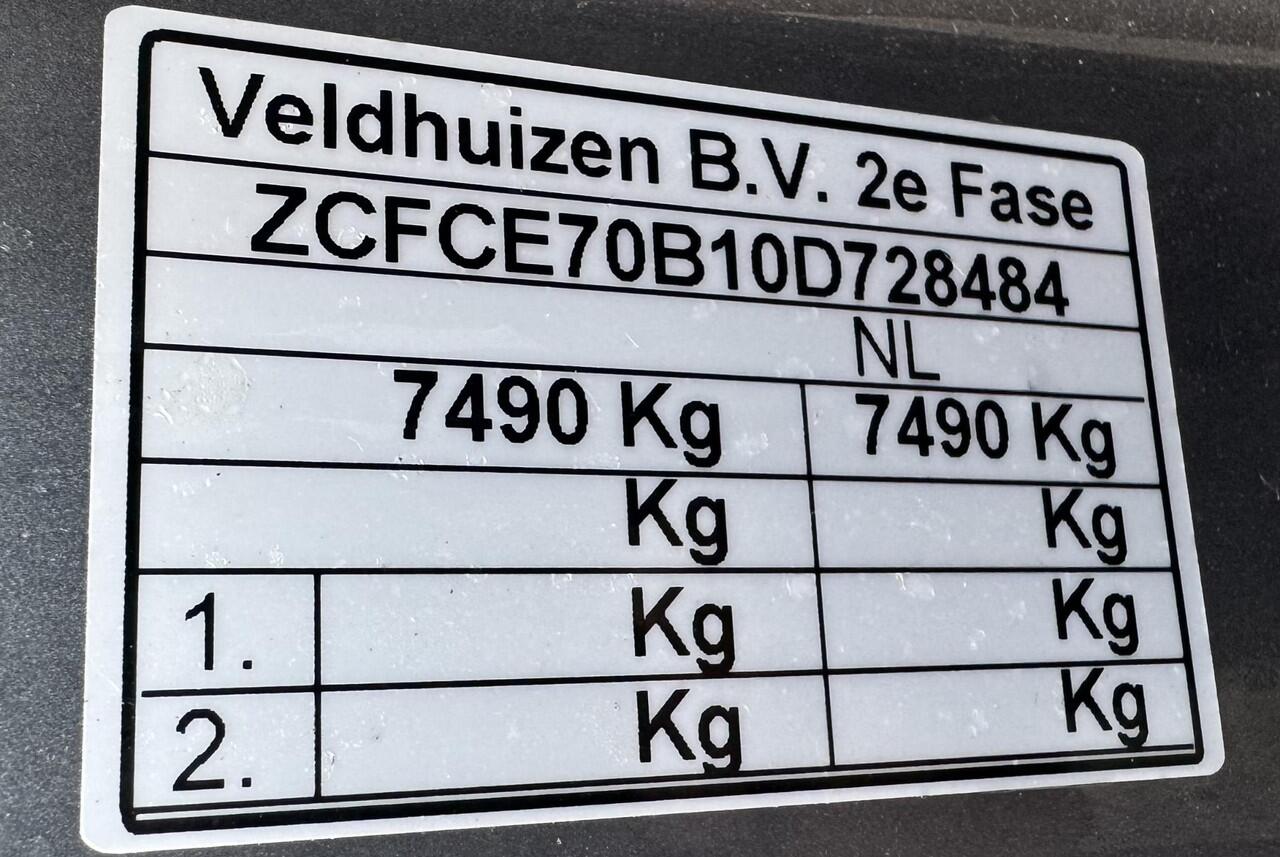 Veldhuizen B.V. 2e Fase
ZCFCE70B10D728484
NL
7490 Kg 7490 Kg
Kg Kg
1. Kg Kg
2. Kg Kg